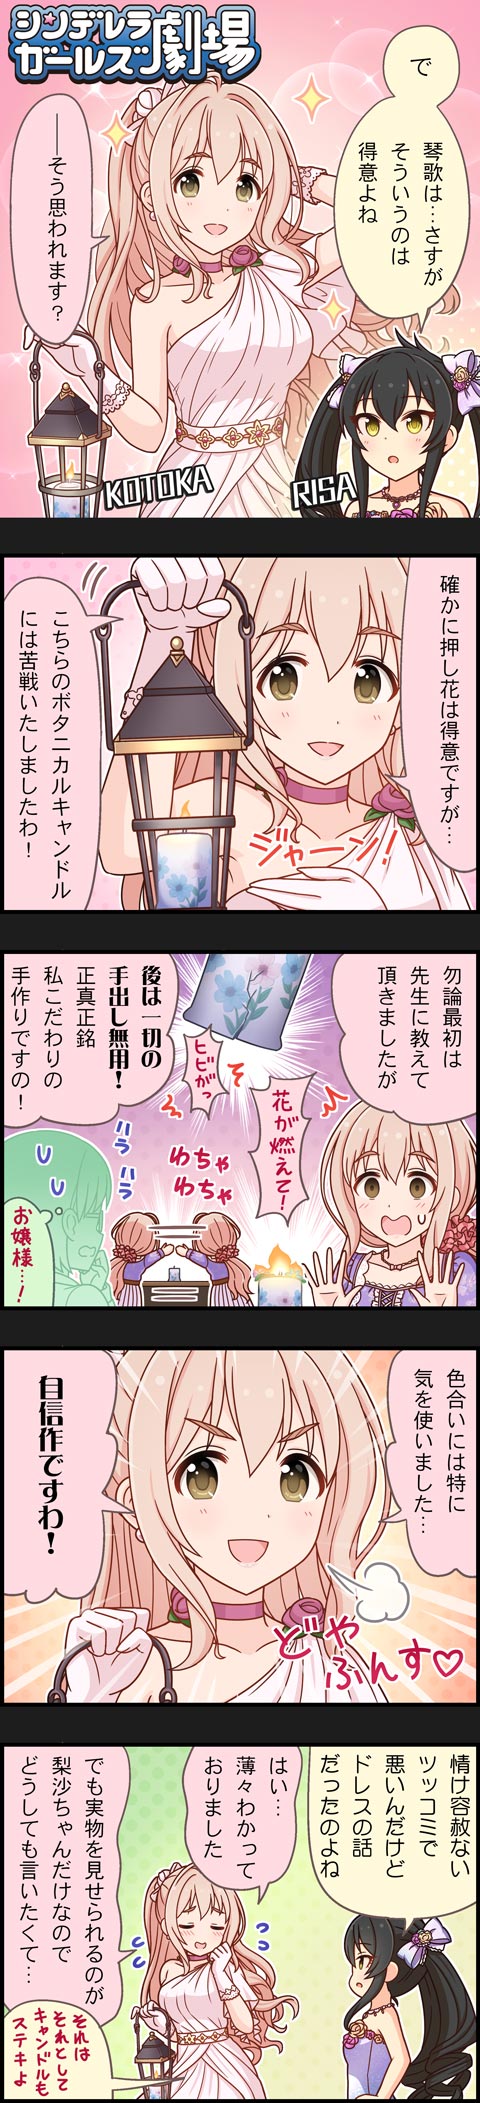 シンデレラ
ガールズ劇場
で
琴歌は…さすが
そういうのは
得意よね
――そう思われます？
KOTOKA
RISA
確かに押し花は得意ですが…
こちらのボタニカルキャンドル
には苦戦いたしましたわ！
ジャーン！
勿論最初は
先生に教えて
頂きましたが
花が燃えて！
ヒビがっ
わちゃ
わちゃ
後は一切の
手出し無用！
正真正銘
私こだわりの
手作りですの！
ハラ
ハラ
お嬢様…！
色合いには特に
気を使いました…
自信作ですわ！
どや
ふんす♡
情け容赦ない
ツッコミで
悪いんだけど
ドレスの話
だったのよね
はい…
薄々わかって
おりました
でも実物を見せられるのが
梨沙ちゃんだけなので
どうしても言いたくて…
それは
それとして
キャンドルも
ステキよ